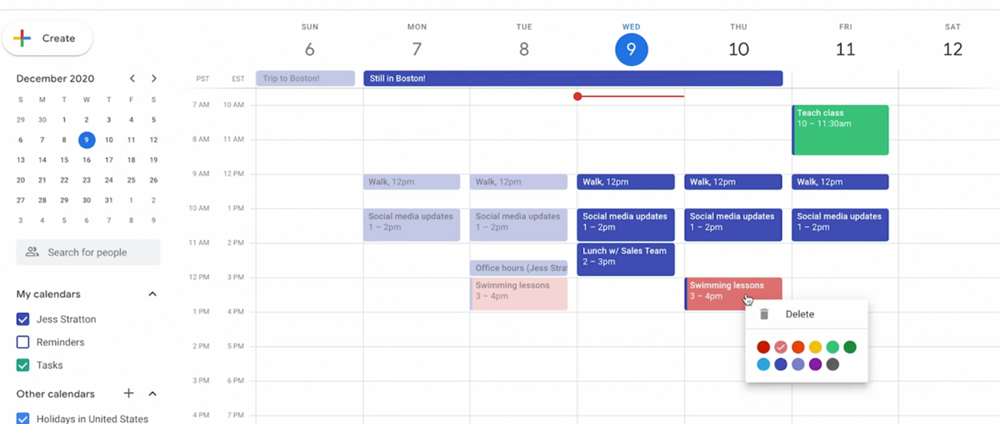 Create
December 2020
S M T W T F S
29 30 1 2 3 4 5
6 7 8 9 10 11 12
13 14 15 16 17 18 19
20 21 22 23 24 25 26
27 28 29 30 31 1 2
3 4 5 6 7 8 9
Search for people
My calendars
Jess Stratton
Reminders
Tasks
Other calendars
Holidays in United States
SUN MON TUE WED THU FRI SAT
6 7 8 9 10 11 12
PST EST
Trip to Boston! Still in Boston!
7 AM 10 AM
8 AM 11 AM
9 AM 12 PM
10 AM 1 PM
11 AM 2 PM
12 PM 3 PM
1 PM 4 PM
2 PM 5 PM
3 PM 6 PM
4 PM 7 PM
Teach class
10 – 11:30am
Walk, 12pm Walk, 12pm Walk, 12pm Walk, 12pm Walk, 12pm
Social media updates Social media updates Social media updates Social media updates Social media updates
1 – 2pm 1 – 2pm 1 – 2pm 1 – 2pm 1 – 2pm
Lunch w/ Sales Team
2 – 3pm
Office hours (Jess Stra
Swimming lessons Swimming lessons
3 – 4pm 3 – 4pm
Delete